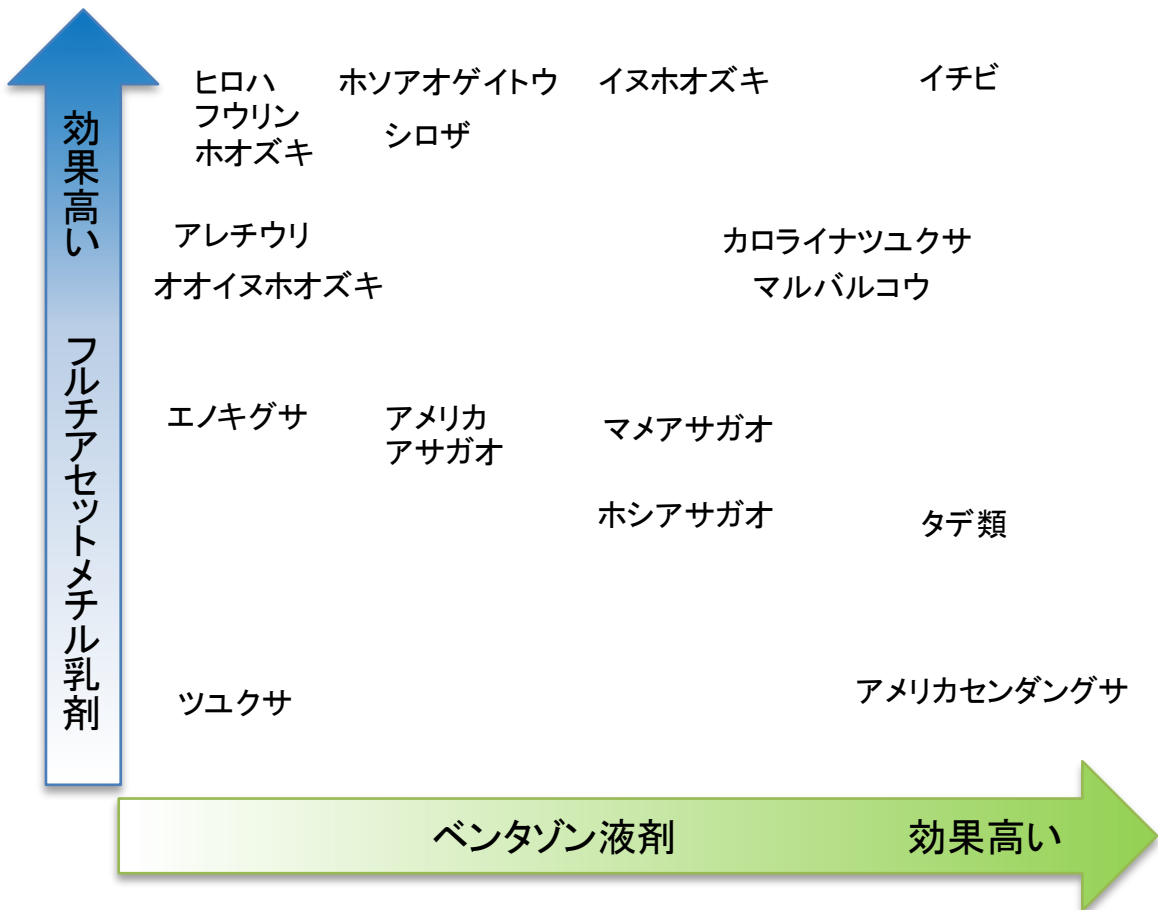 効果高い　フルチアセットメチル乳剤
ヒロハ
フウリン
ホオズキ
ホソアオゲイトウ
シロザ
イヌホオズキ
イチビ
アレチウリ
オオイヌホオズキ
カロライナツユクサ
マルバルコウ
エノキグサ
アメリカ
アサガオ
マメアサガオ
ホシアサガオ
タデ類
ツユクサ
アメリカセンダングサ
ベンタゾン液剤　効果高い